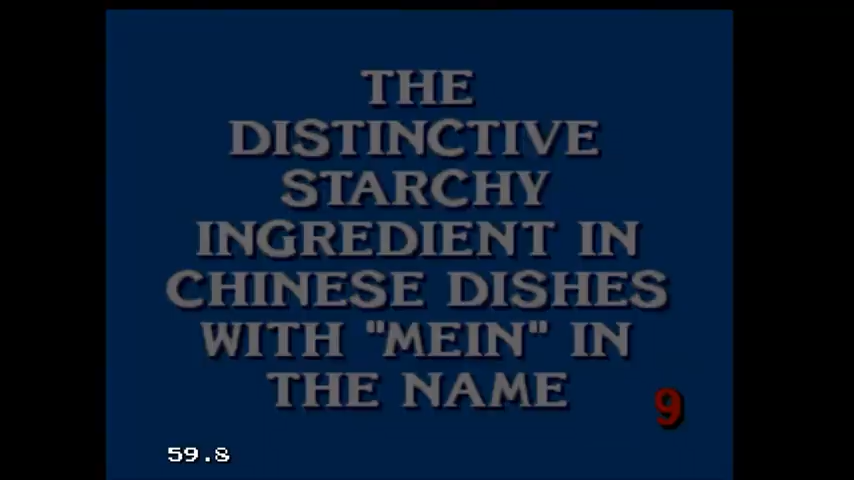 THE
DISTINCTIVE
STARCHY
INGREDIENT IN
CHINESE DISHES
WITH "MEIN" IN
THE NAME
9
59.8